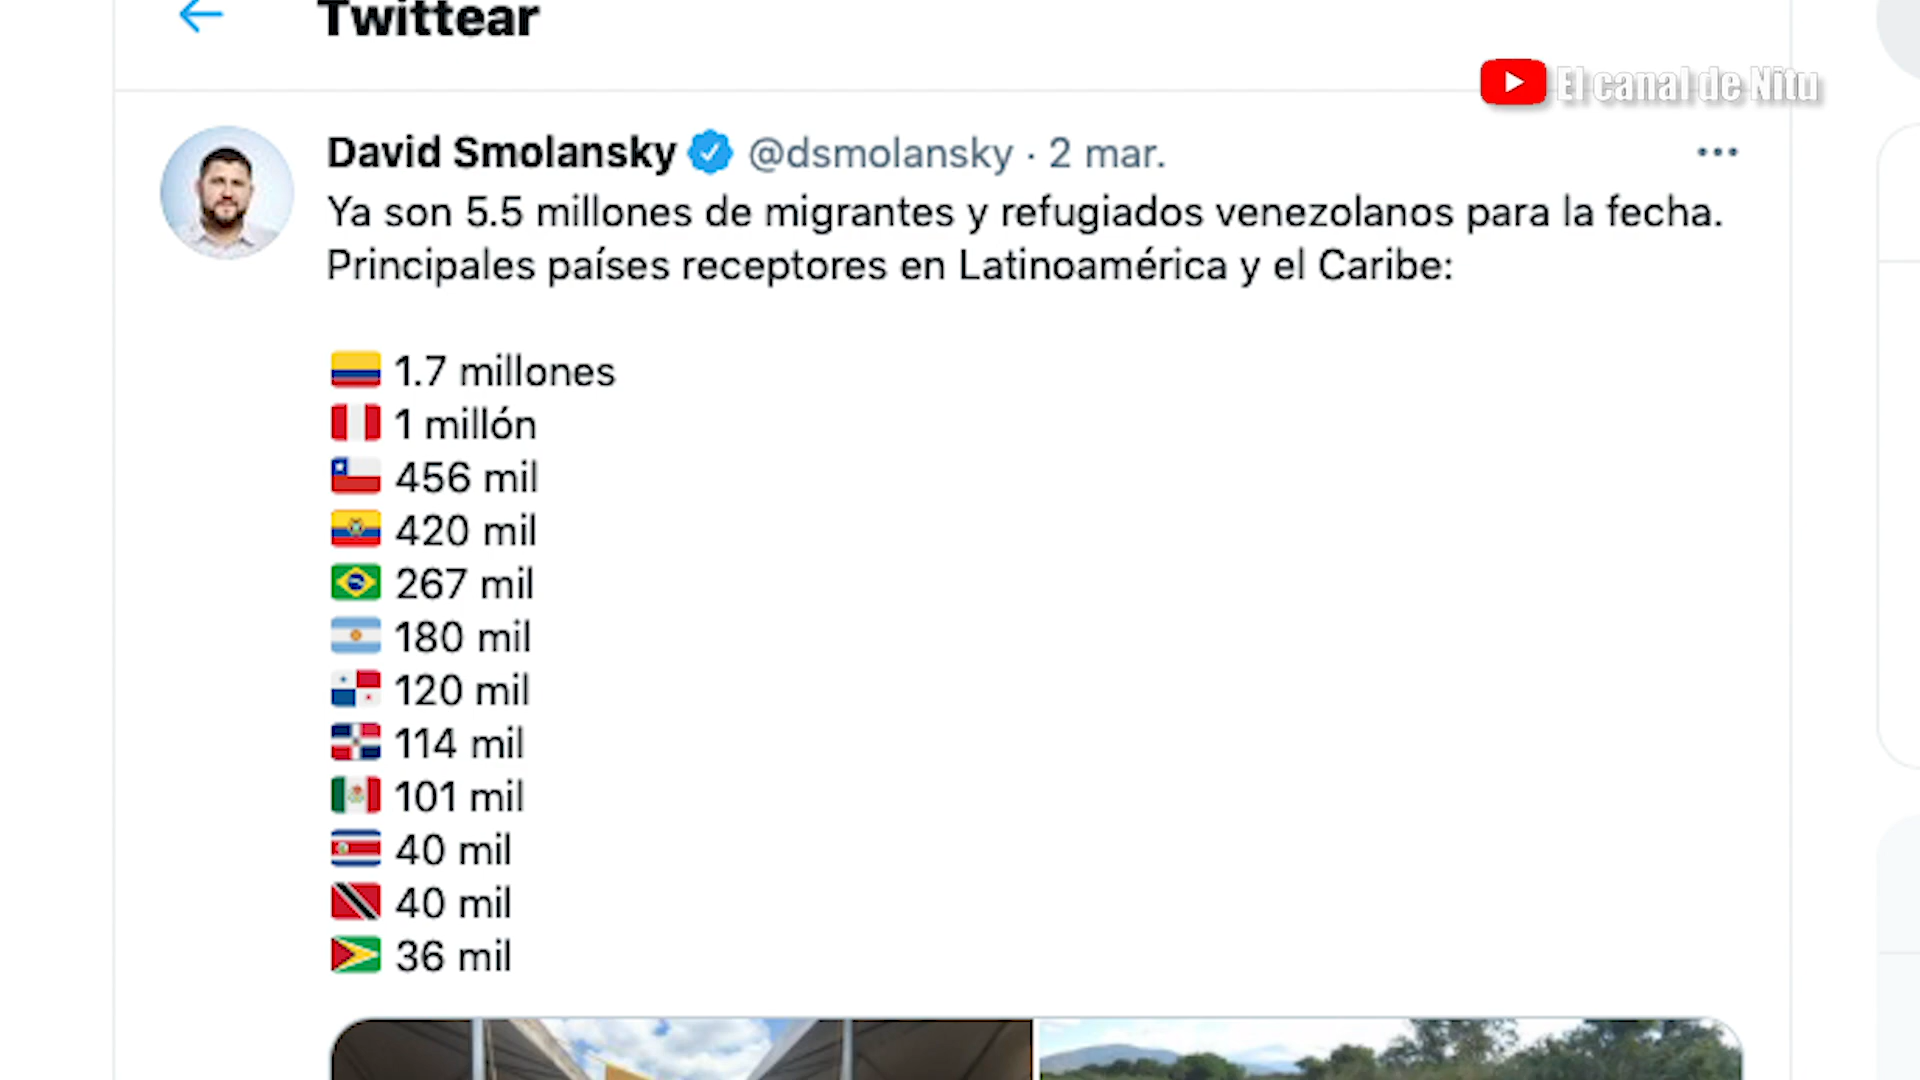 Twittear
El canal de Nitu
David Smolansky @dsmolansky · 2 mar.
Ya son 5.5 millones de migrantes y refugiados venezolanos para la fecha.
Principales países receptores en Latinoamérica y el Caribe:
1.7 millones
1 millón
456 mil
420 mil
267 mil
180 mil
120 mil
114 mil
101 mil
40 mil
40 mil
36 mil